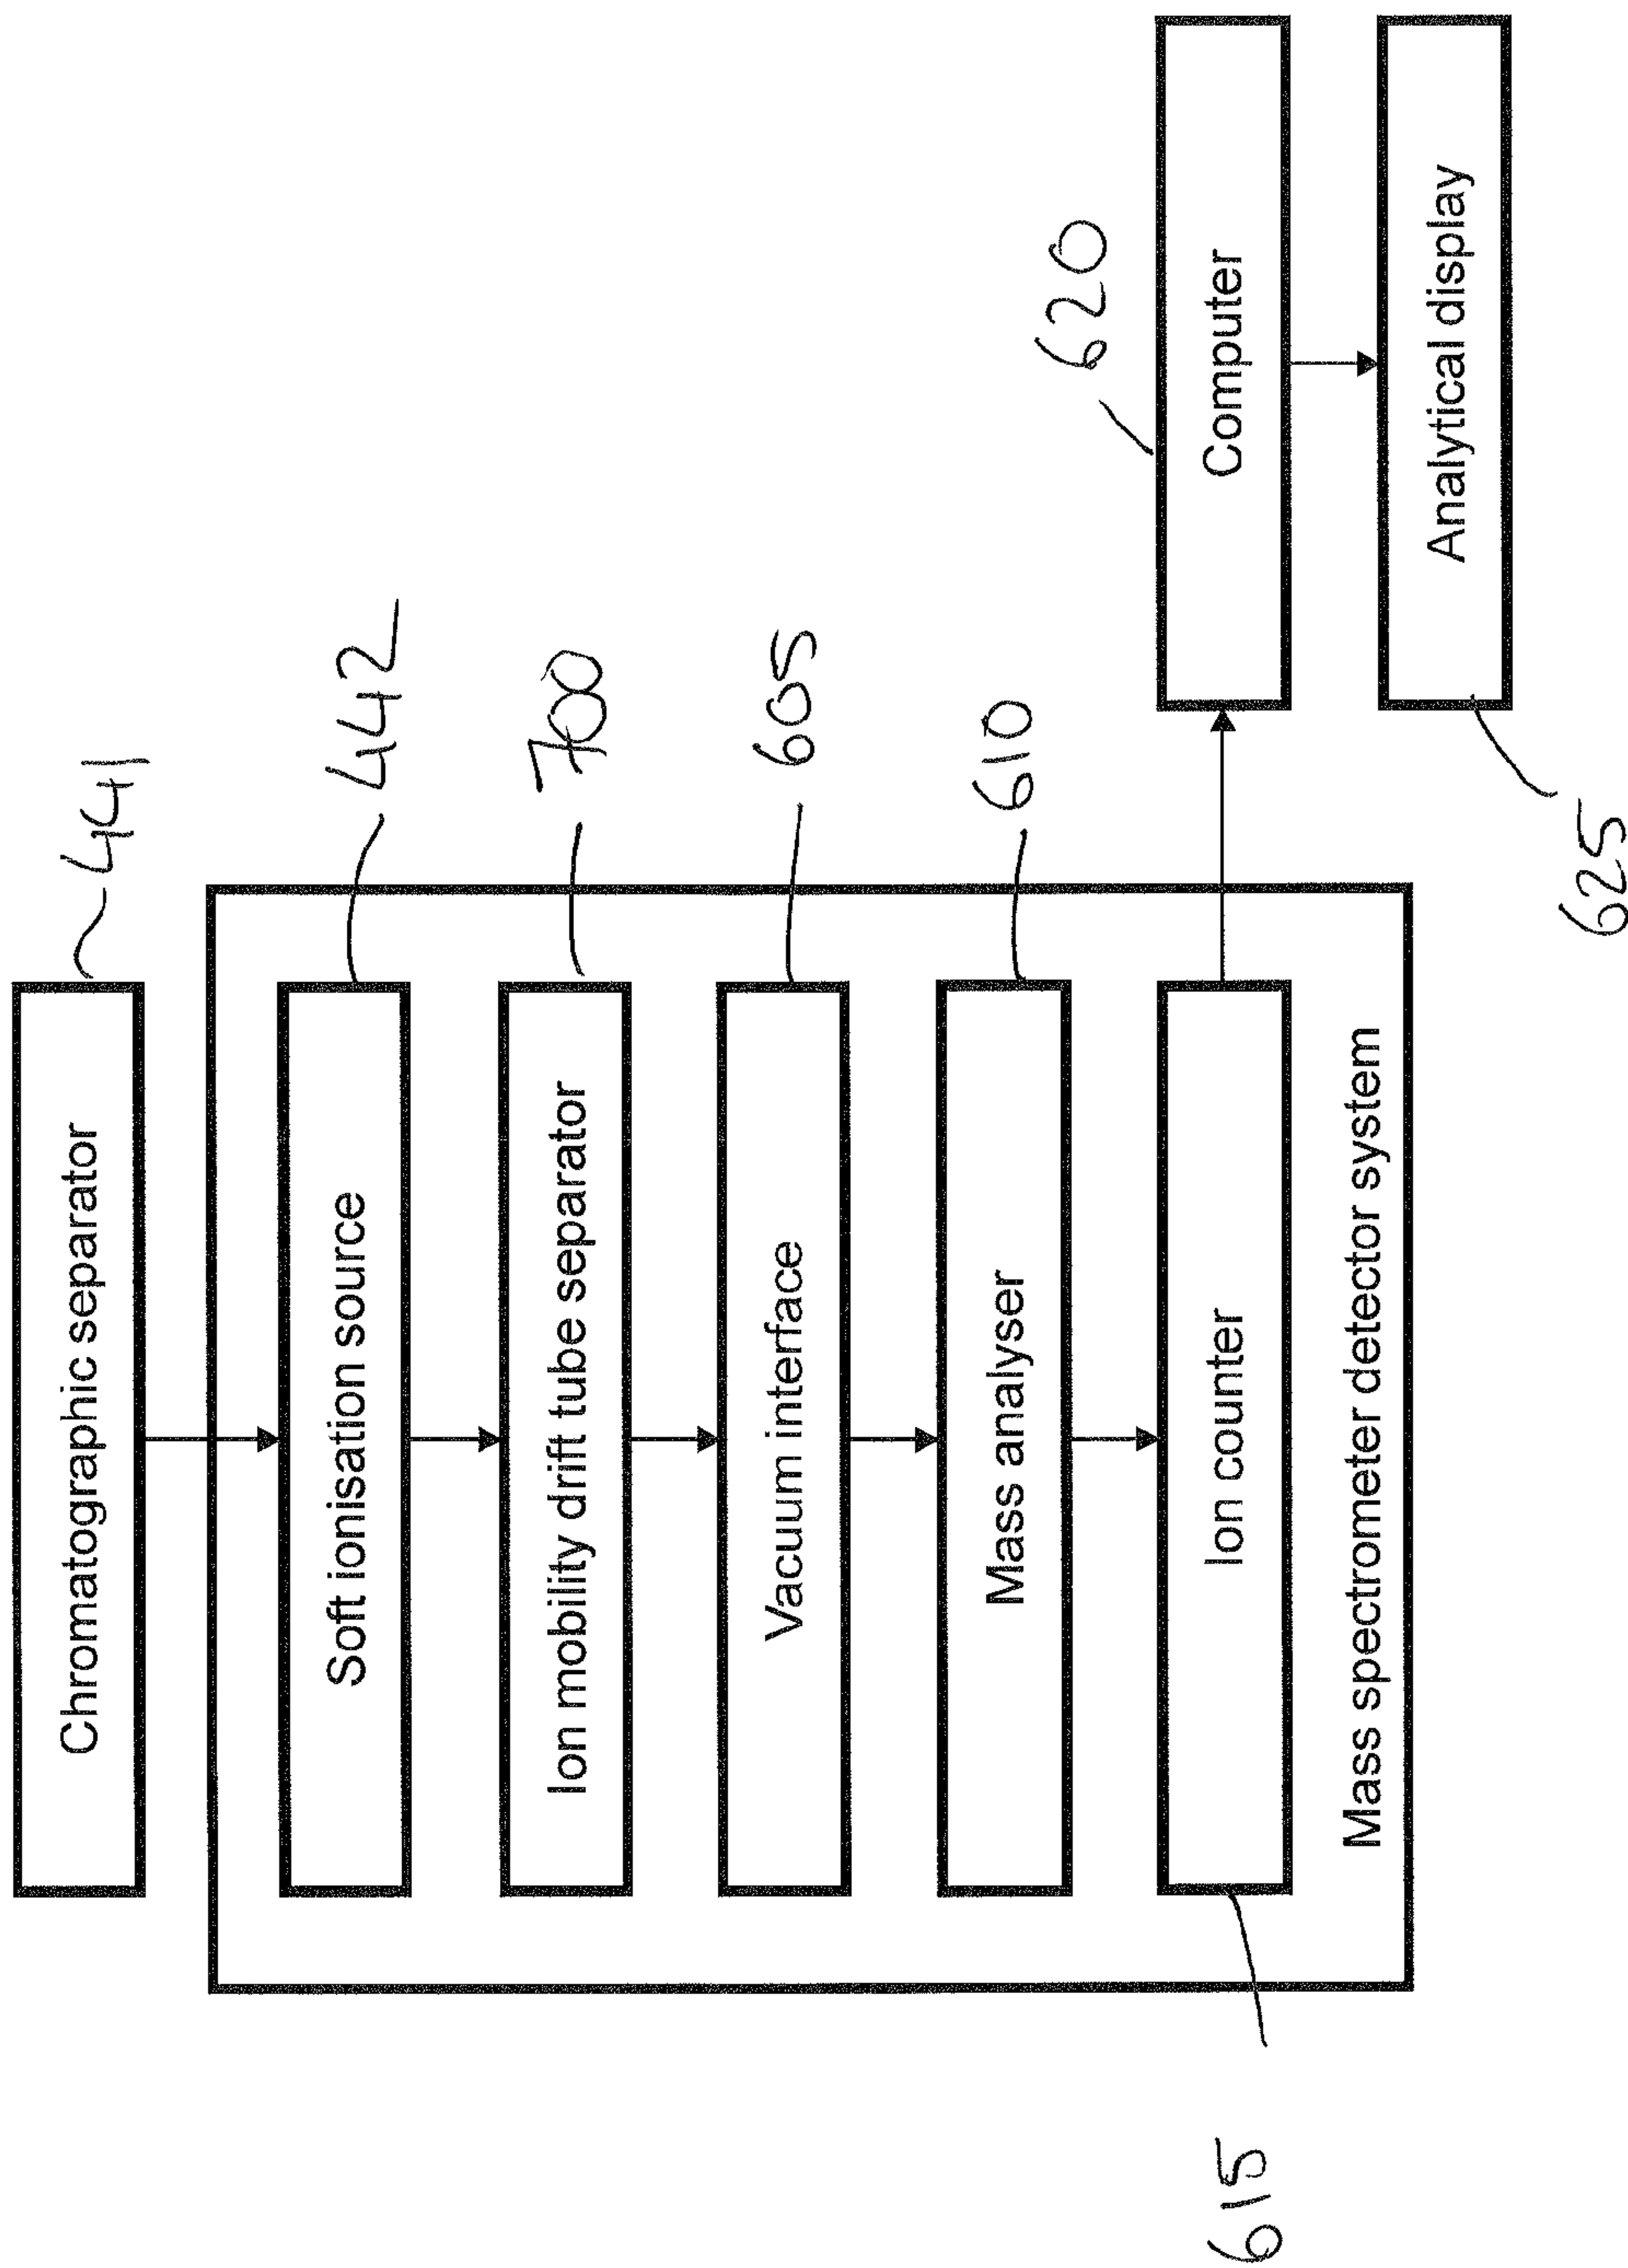 Chromatographic separator
441
Soft ionisation source
442
Ion mobility drift tube separator
700
Vacuum interface
605
Mass analyser
610
Ion counter
615
Mass spectrometer detector system
Computer
620
Analytical display
625